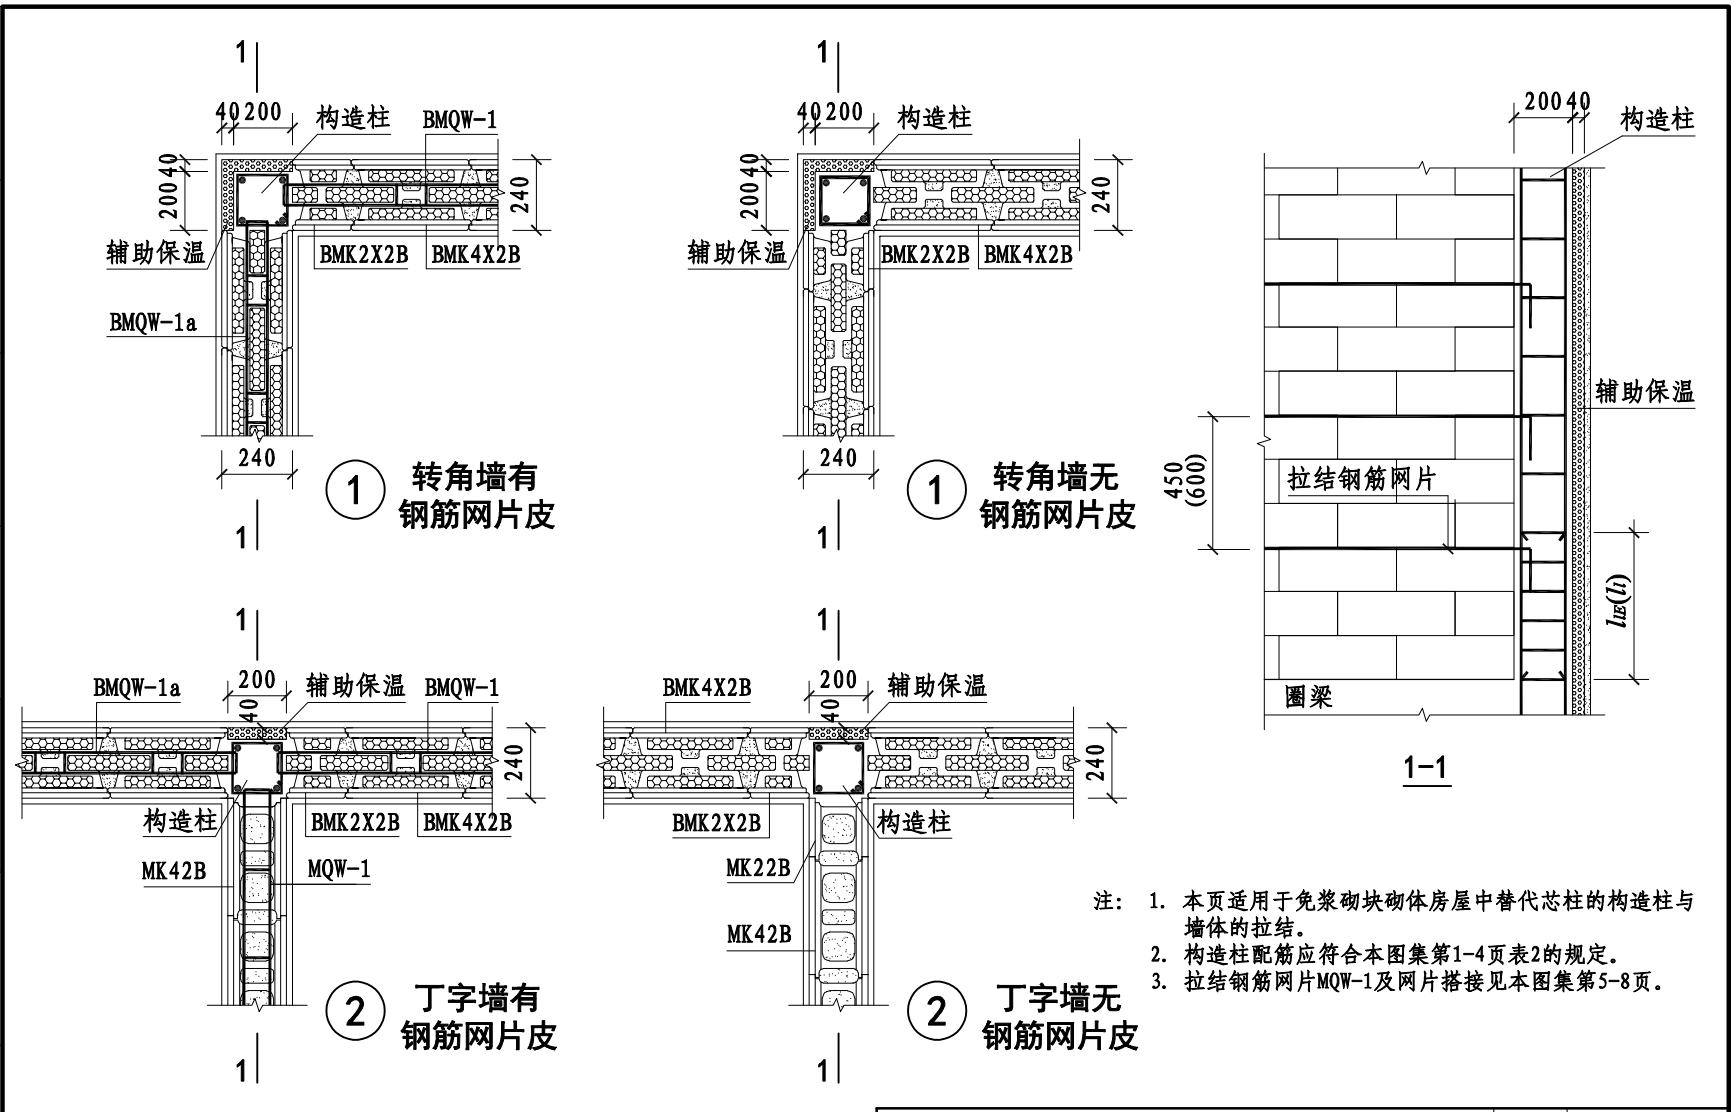 1
40 200
构造柱
BMQW-1
40
200
240
辅助保温
BMK2X2B
BMK4X2B
BMQW-1a
240
1
转角墙有
钢筋网片皮
1
1
40 200
构造柱
40
200
240
辅助保温
BMK2X2B
BMK4X2B
240
1
转角墙无
钢筋网片皮
1
200 40
构造柱
辅助保温
拉结钢筋网片
450
(600)
llE(ll)
圈梁
1-1
1
200
BMQW-1a
辅助保温
BMQW-1
40
240
构造柱
BMK2X2B
BMK4X2B
MK42B
MQW-1
2
丁字墙有
钢筋网片皮
1
1
200
BMK4X2B
辅助保温
40
240
BMK2X2B
构造柱
MK22B
MK42B
2
丁字墙无
钢筋网片皮
1
注: 1. 本页适用于免浆砌块砌体房屋中替代芯柱的构造柱与
墙体的拉结。
2. 构造柱配筋应符合本图集第1-4页表2的规定。
3. 拉结钢筋网片MQW-1及网片搭接见本图集第5-8页。